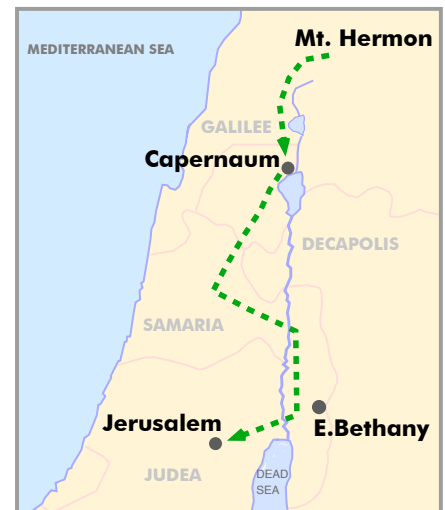 Mt. Hermon
MEDITERRANEAN SEA
GALILEE
Capernaum
DECAPOLIS
SAMARIA
Jerusalem
E.Bethany
JUDEA
DEAD
SEA